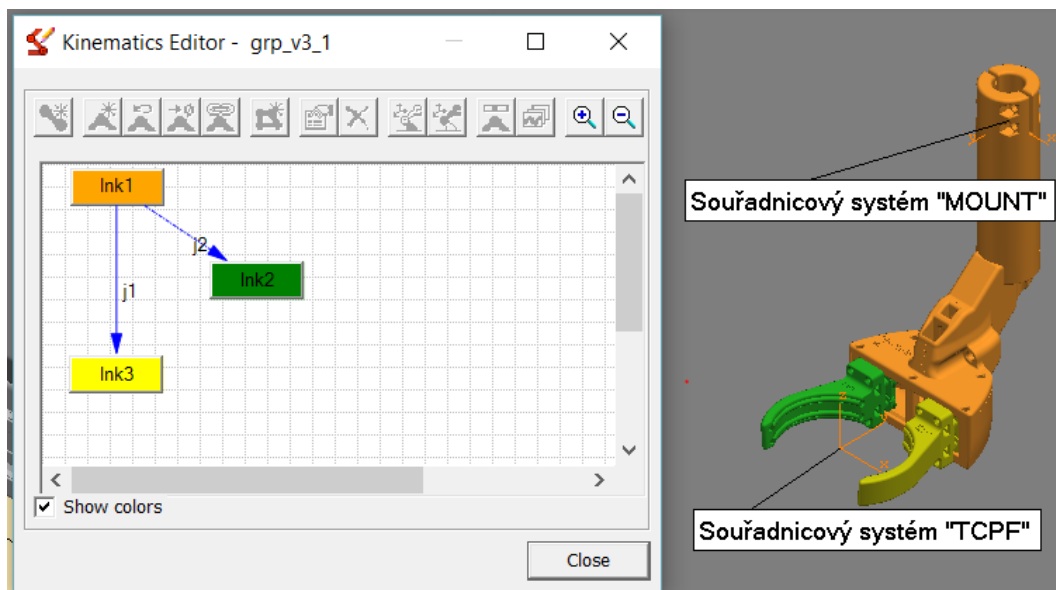 Kinematics Editor - grp_v3_1
lnk1
j2
lnk2
j1
lnk3
Show colors
Close
Souřadnicový systém "MOUNT"
y
x
z
y
x
Souřadnicový systém "TCPF"